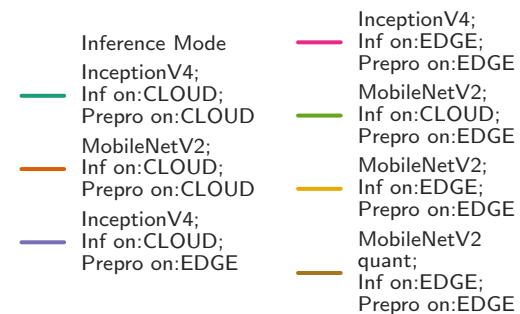 Inference Mode
InceptionV4;
Inf on:CLOUD;
Prepro on:CLOUD
MobileNetV2;
Inf on:CLOUD;
Prepro on:CLOUD
InceptionV4;
Inf on:CLOUD;
Prepro on:EDGE
InceptionV4;
Inf on:EDGE;
Prepro on:EDGE
MobileNetV2;
Inf on:CLOUD;
Prepro on:EDGE
MobileNetV2;
Inf on:EDGE;
Prepro on:EDGE
MobileNetV2
quant;
Inf on:EDGE;
Prepro on:EDGE